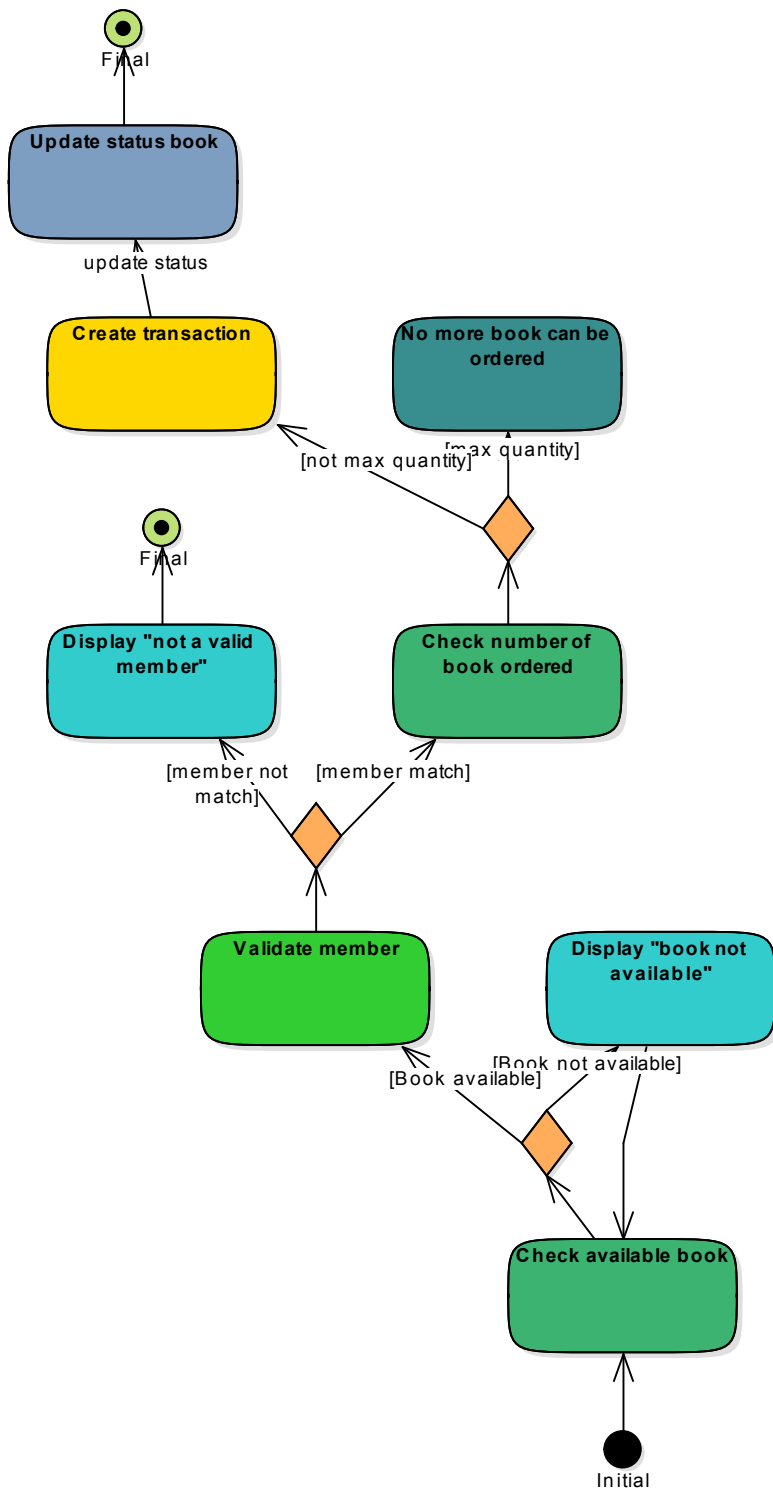 Final
Update status book
update status
Create transaction
No more book can be
ordered
[not max quantity]
[max quantity]
Final
Display "not a valid
member"
Check number of
book ordered
[member not
match]
[member match]
Validate member
Display "book not
available"
[Book available]
[Book not available]
Check available book
Initial